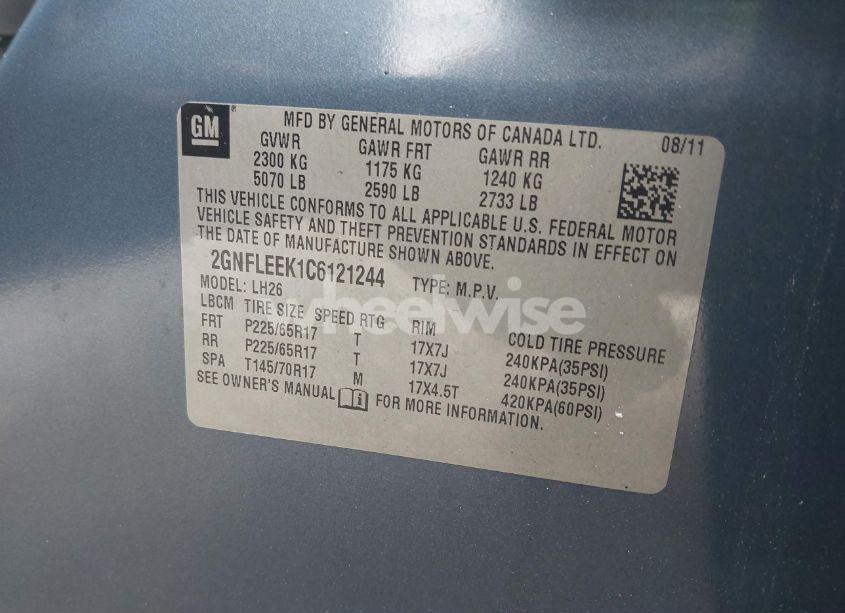 GM ®
MFD BY GENERAL MOTORS OF CANADA LTD. 08/11
GVWR GAWR FRT GAWR RR
2300 KG 1175 KG 1240 KG
5070 LB 2590 LB 2733 LB
THIS VEHICLE CONFORMS TO ALL APPLICABLE U.S. FEDERAL MOTOR
VEHICLE SAFETY AND THEFT PREVENTION STANDARDS IN EFFECT ON
THE DATE OF MANUFACTURE SHOWN ABOVE.
2GNFLEEK1C6121244 TYPE: M.P.V.
MODEL: LH26
LBCM TIRE SIZE SPEED RTG RIM COLD TIRE PRESSURE
FRT P225/65R17 T 17X7J 240KPA(35PSI)
RR P225/65R17 T 17X7J 240KPA(35PSI)
SPA T145/70R17 M 17X4.5T 420KPA(60PSI)
SEE OWNER'S MANUAL i FOR MORE INFORMATION.
wheelwise